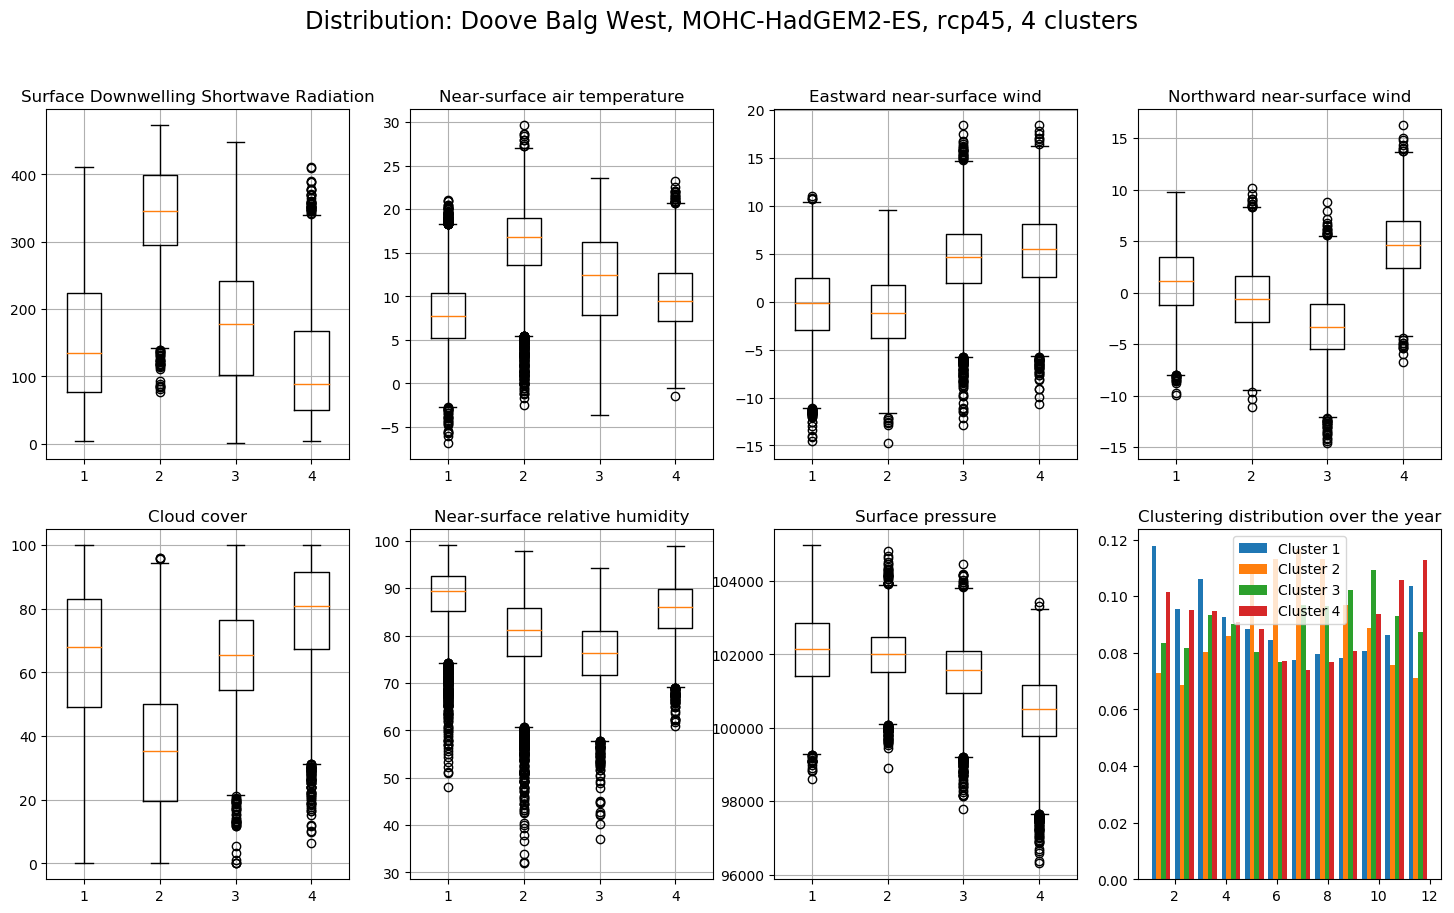 Distribution: Doove Balg West, MOHC-HadGEM2-ES, rcp45, 4 clusters
Surface Downwelling Shortwave Radiation
400
300
200
100
0
1 2 3 4
Near-surface air temperature
30
25
20
15
10
5
0
−5
1 2 3 4
Eastward near-surface wind
20
15
10
5
0
−5
−10
−15
1 2 3 4
Northward near-surface wind
15
10
5
0
−5
−10
−15
1 2 3 4
Cloud cover
100
80
60
40
20
0
1 2 3 4
Near-surface relative humidity
100
90
80
70
60
50
40
30
1 2 3 4
Surface pressure
104000
102000
100000
98000
96000
1 2 3 4
Clustering distribution over the year
Cluster 1
Cluster 2
Cluster 3
Cluster 4
0.12
0.10
0.08
0.06
0.04
0.02
0.00
2 4 6 8 10 12